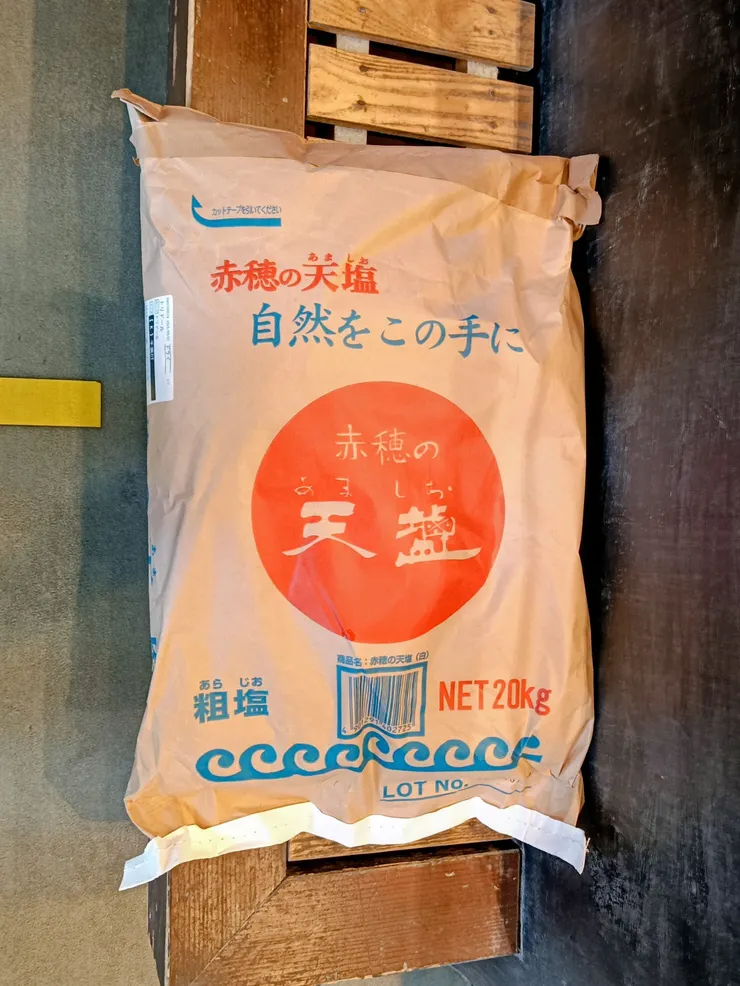 カットテープを引いてください
あま しお
赤穂の天塩
自然をこの手に
赤穂の
あま しお
天塩
商品名:赤穂の天塩(白)
あら じお
粗塩
NET 20kg
LOT No.